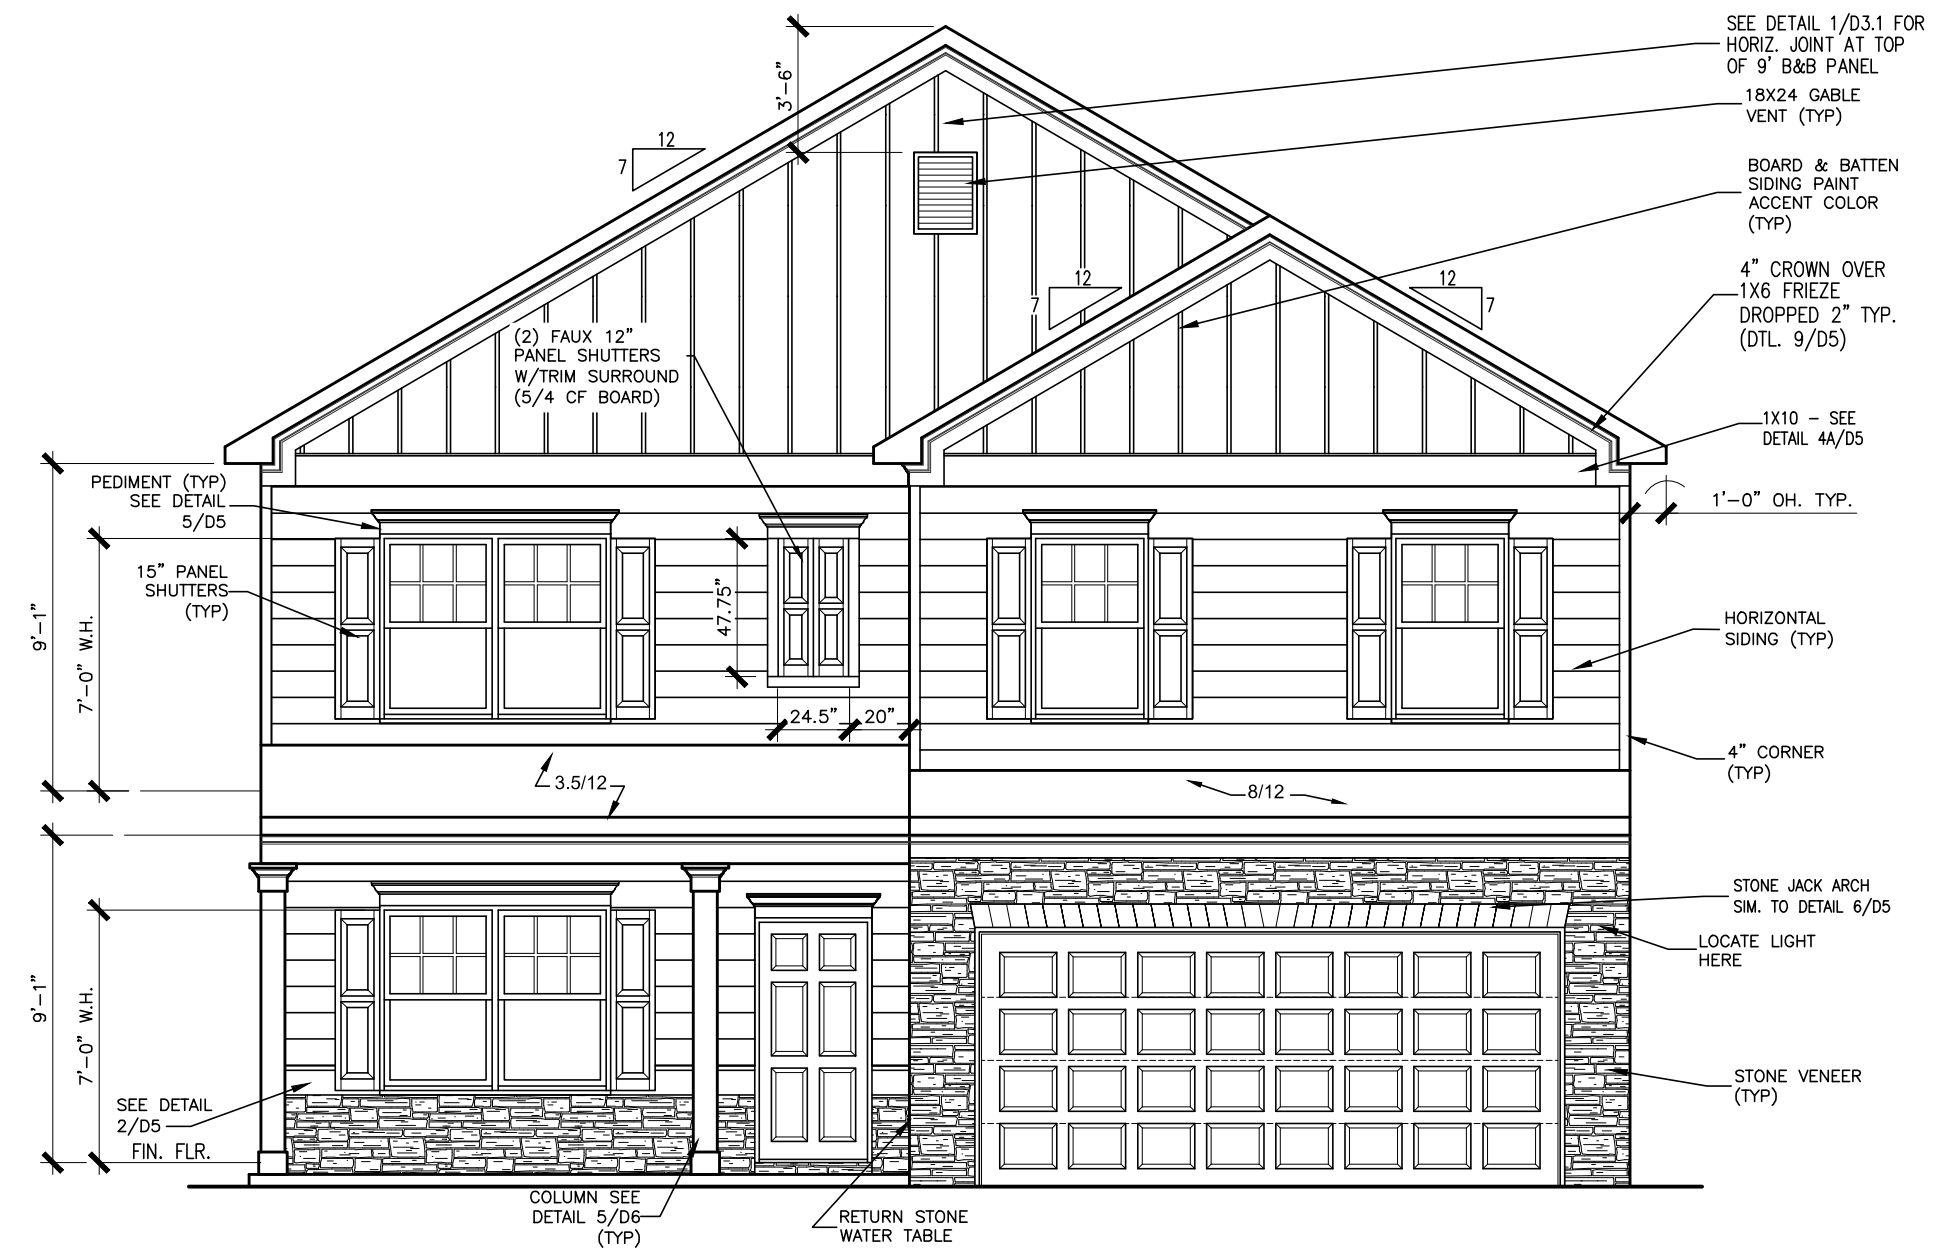 SEE DETAIL 1/D3.1 FOR
HORIZ. JOINT AT TOP
OF 9' B&B PANEL
3'-6"
18X24 GABLE
VENT (TYP)
12
7
BOARD & BATTEN
SIDING PAINT
ACCENT COLOR
(TYP)
12
7
12
7
4" CROWN OVER
1X6 FRIEZE
DROPPED 2" TYP.
(DTL. 9/D5)
(2) FAUX 12"
PANEL SHUTTERS
W/TRIM SURROUND
(5/4 CF BOARD)
1X10 - SEE
DETAIL 4A/D5
PEDIMENT (TYP)
SEE DETAIL
5/D5
1'-0" OH. TYP.
15" PANEL
SHUTTERS
(TYP)
9'-1"
7'-0" W.H.
47.75"
24.5"
20"
HORIZONTAL
SIDING (TYP)
4" CORNER
(TYP)
3.5/12
8/12
STONE JACK ARCH
SIM. TO DETAIL 6/D5
LOCATE LIGHT
HERE
9'-1"
7'-0" W.H.
STONE VENEER
(TYP)
SEE DETAIL
2/D5
FIN. FLR.
COLUMN SEE
DETAIL 5/D6
(TYP)
RETURN STONE
WATER TABLE